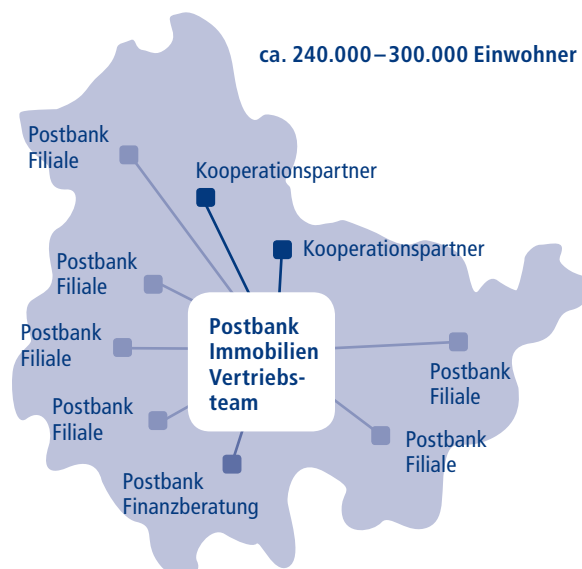 ca. 240.000–300.000 Einwohner
Postbank
Filiale
Kooperationspartner
Kooperationspartner
Postbank
Filiale
Postbank
Filiale
Postbank
Immobilien
Vertriebs-
team
Postbank
Filiale
Postbank
Filiale
Postbank
Filiale
Postbank
Finanzberatung